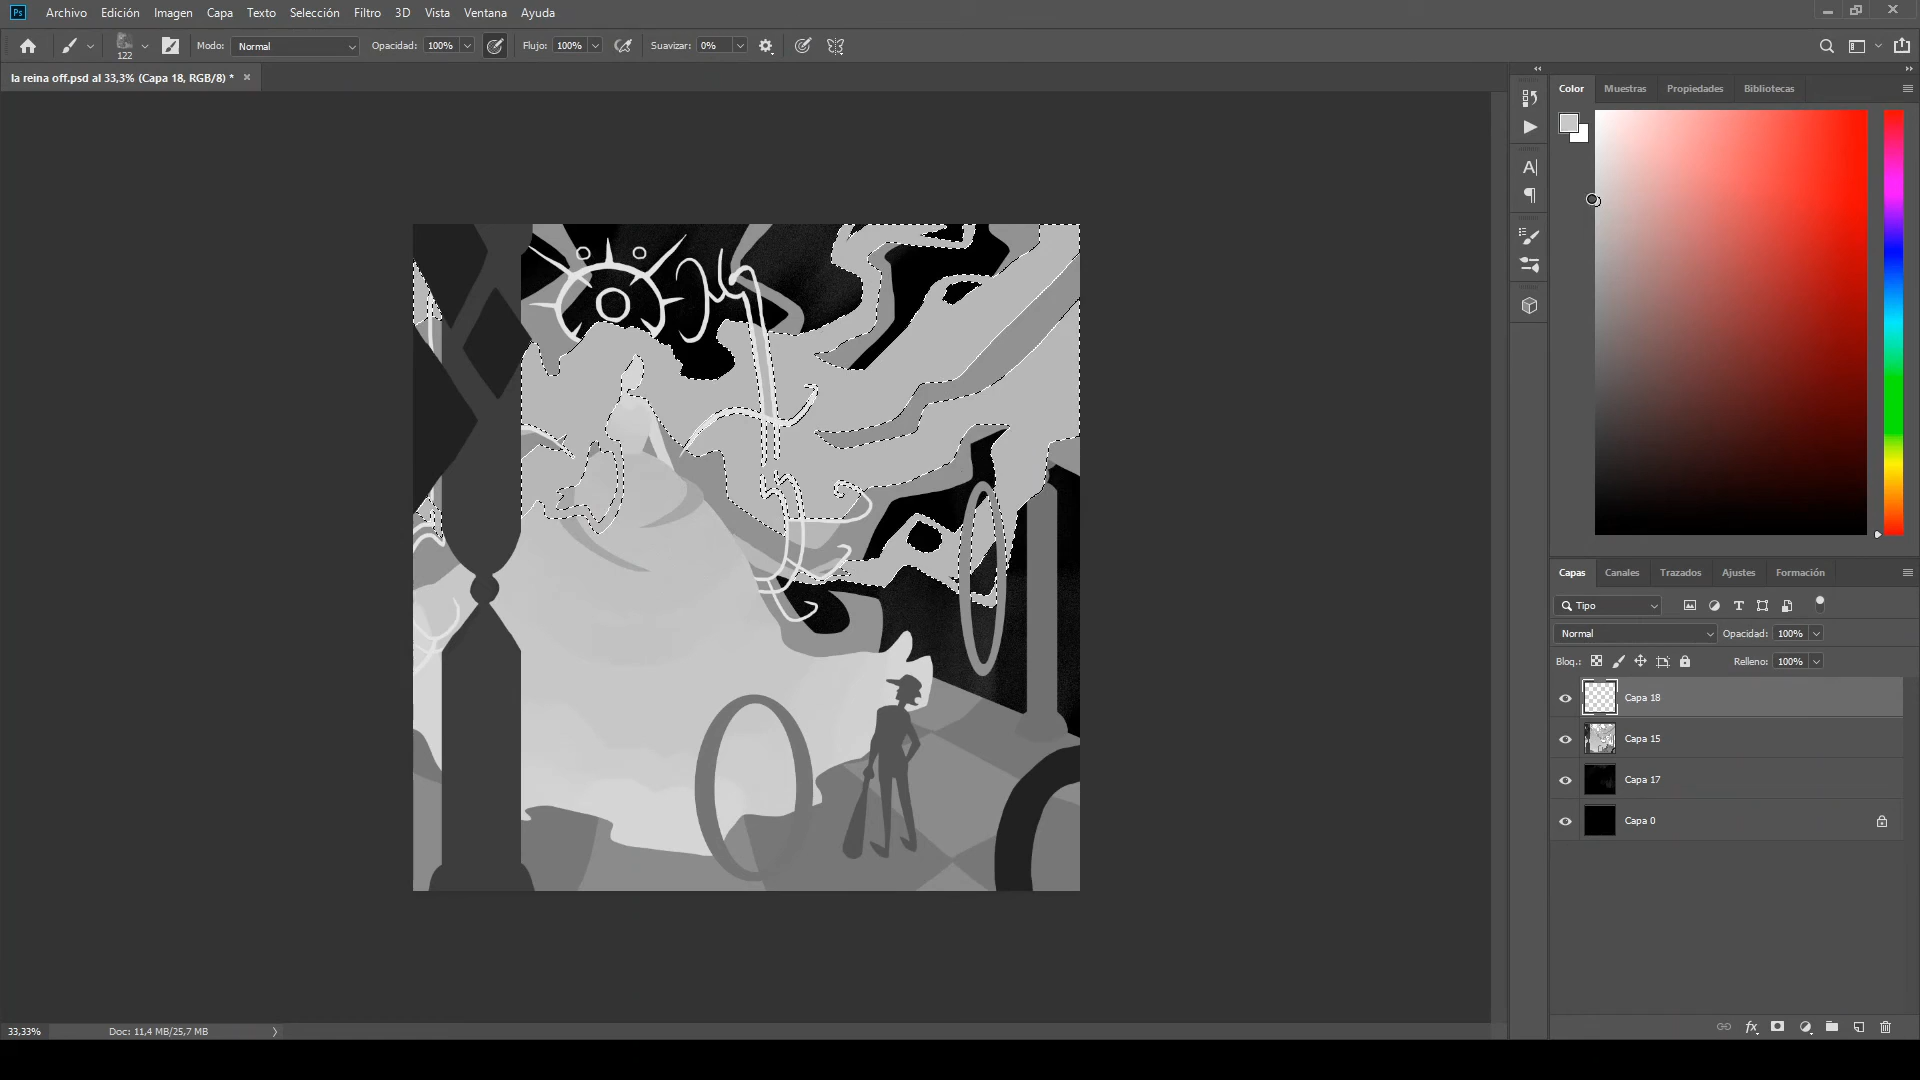 Ps Archivo Edición Imagen Capa Texto Selección Filtro 3D Vista Ventana Ayuda
122 Modo: Normal Opacidad: 100% Flujo: 100% Suavizar: 0%
la reina off.psd al 33,3% (Capa 18, RGB/8) * ×
Color Muestras Propiedades Bibliotecas
Capas Canales Trazados Ajustes Formación
Tipo
Normal Opacidad: 100%
Bloq.: Relleno: 100%
Capa 18
Capa 15
Capa 17
Capa 0
33,33% Doc: 11,4 MB/25,7 MB